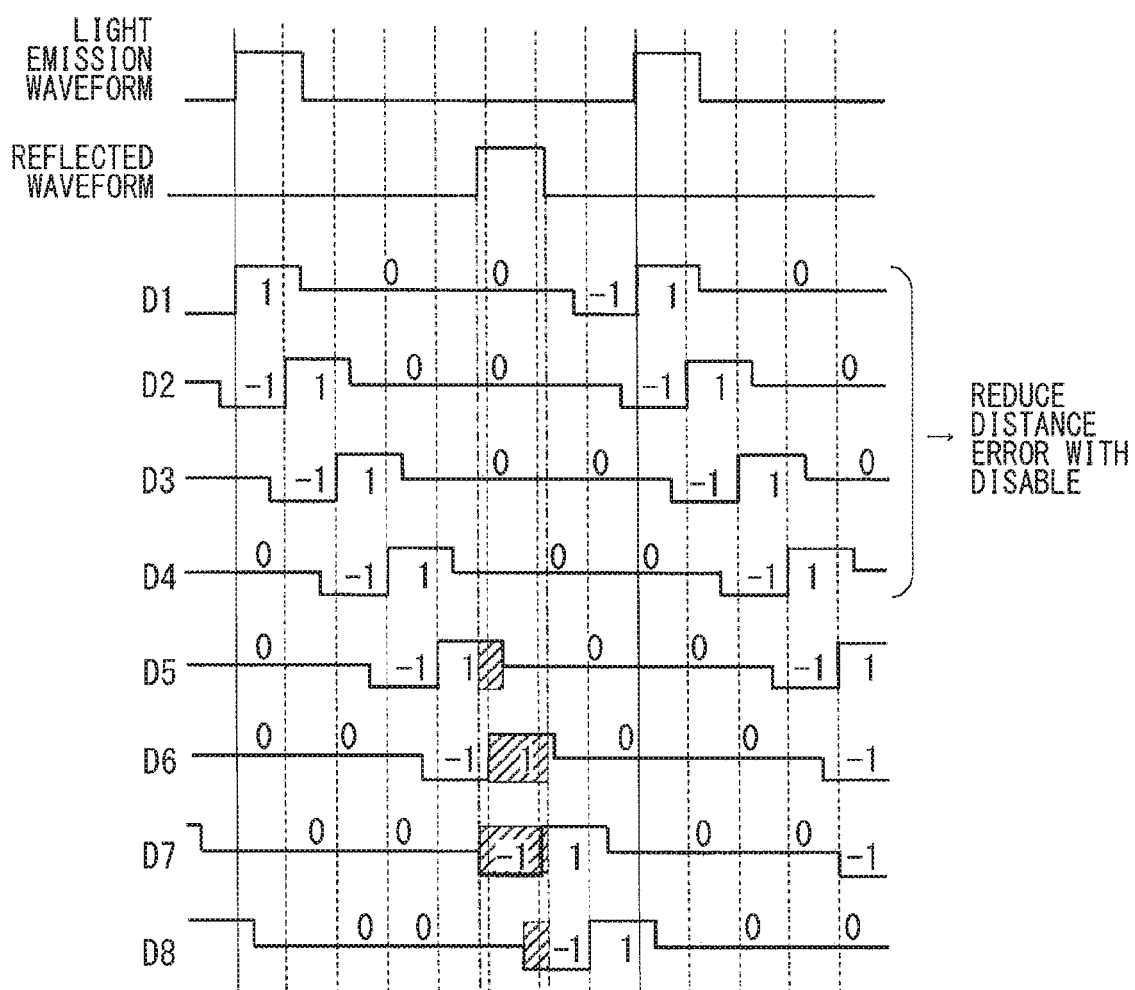 LIGHT
EMISSION
WAVEFORM
REFLECTED
WAVEFORM
D1 1 0 0 -1 1 0
D2 -1 1 0 0 -1 1 0
D3 -1 1 0 0 -1 1 0
D4 0 -1 1 0 0 -1 1
D5 0 -1 1 0 0 -1 1
D6 0 0 -1 1 0 0 -1
D7 0 0 -1 1 0 0 -1
D8 0 0 -1 1 0 0
→ REDUCE
DISTANCE
ERROR WITH
DISABLE